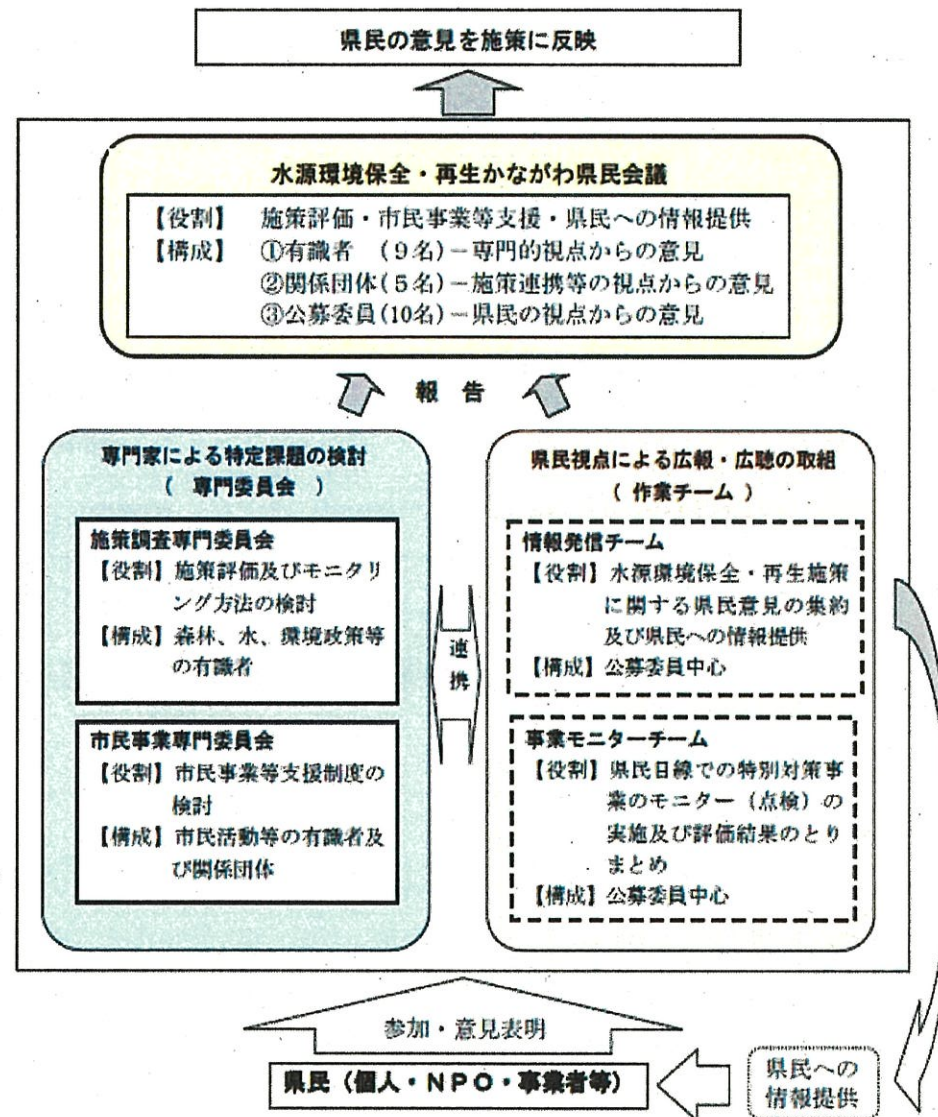 県民の意見を施策に反映
水源環境保全・再生かながわ県民会議
【役割】 施策評価・市民事業等支援・県民への情報提供
【構成】 ①有識者 (9名)－専門的視点からの意見
②関係団体(5名)－施策連携等の視点からの意見
③公募委員(10名)－県民の視点からの意見
報 告
専門家による特定課題の検討
( 専門委員会 )
施策調査専門委員会
【役割】施策評価及びモニタリ
ング方法の検討
【構成】森林、水、環境政策等
の有識者
市民事業専門委員会
【役割】市民事業等支援制度の
検討
【構成】市民活動等の有識者及
び関係団体
連
携
県民視点による広報・広聴の取組
( 作業チーム )
情報発信チーム
【役割】水源環境保全・再生施策
に関する県民意見の集約
及び県民への情報提供
【構成】公募委員中心
事業モニターチーム
【役割】県民目線での特別対策事
業のモニター(点検)の
実施及び評価結果のとり
まとめ
【構成】公募委員中心
参加・意見表明
県民(個人・NPO・事業者等)
県民への
情報提供